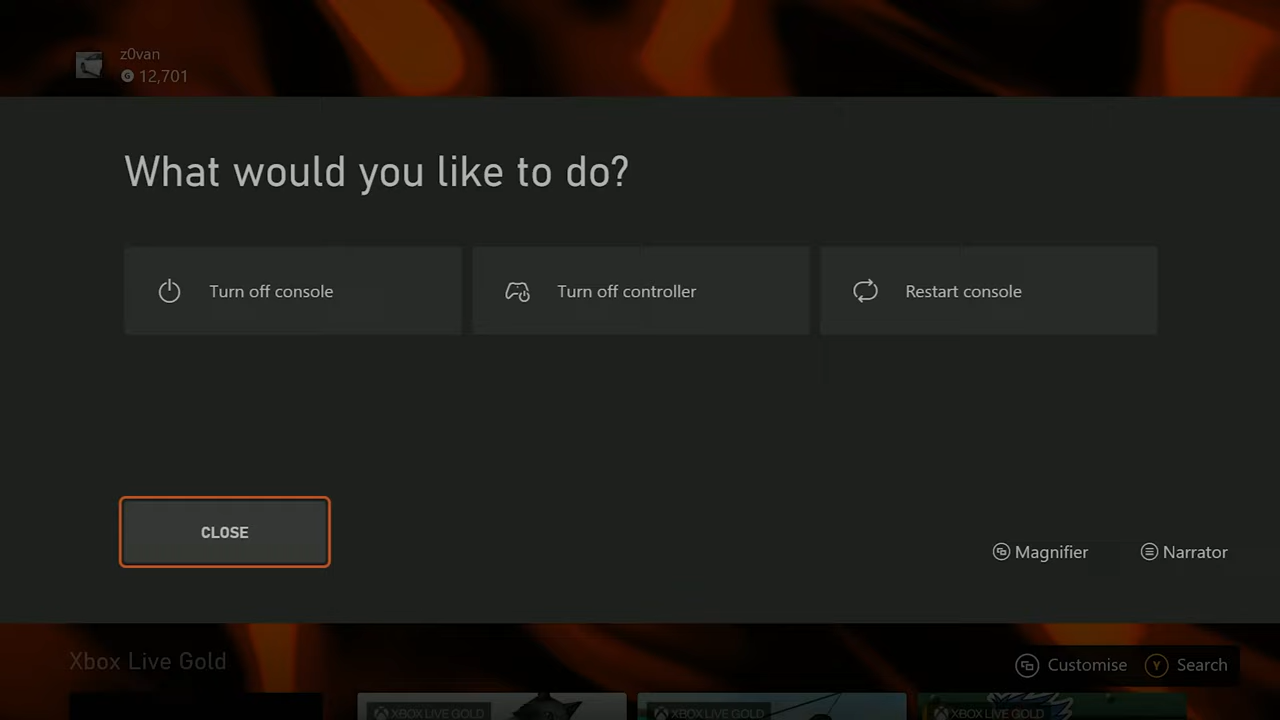 z0van
G 12,701
What would you like to do?
Turn off console
Turn off controller
Restart console
CLOSE
Magnifier
Narrator
Xbox Live Gold
Customise
Y Search
XBOX LIVE GOLD
XBOX LIVE GOLD
XBOX LIVE GOLD